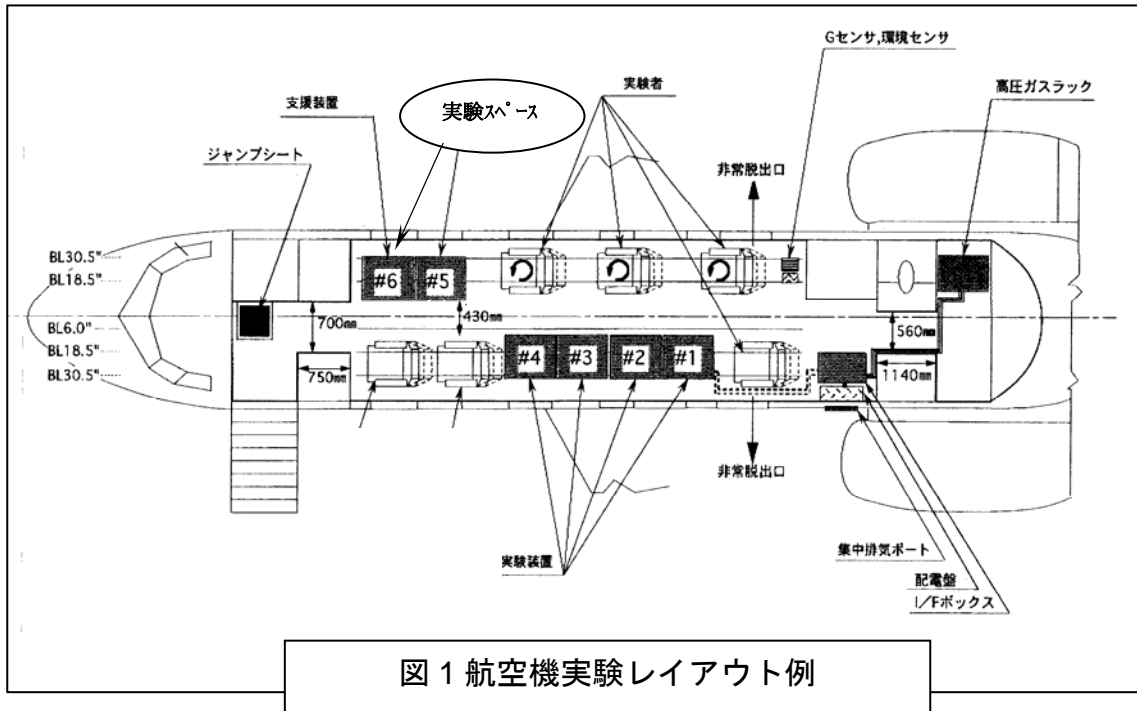 Gセンサ,環境センサ
実験者
高圧ガスラック
支援装置
実験スペース
ジャンプシート
非常脱出口
BL30.5"
BL18.5"
#6
#5
700mm
430mm
BL6.0"
560mm
BL18.5"
#4
#3
#2
#1
BL30.5"
750mm
1140mm
非常脱出口
集中排気ポート
実験装置
配電盤
I/Fボックス
図1航空機実験レイアウト例